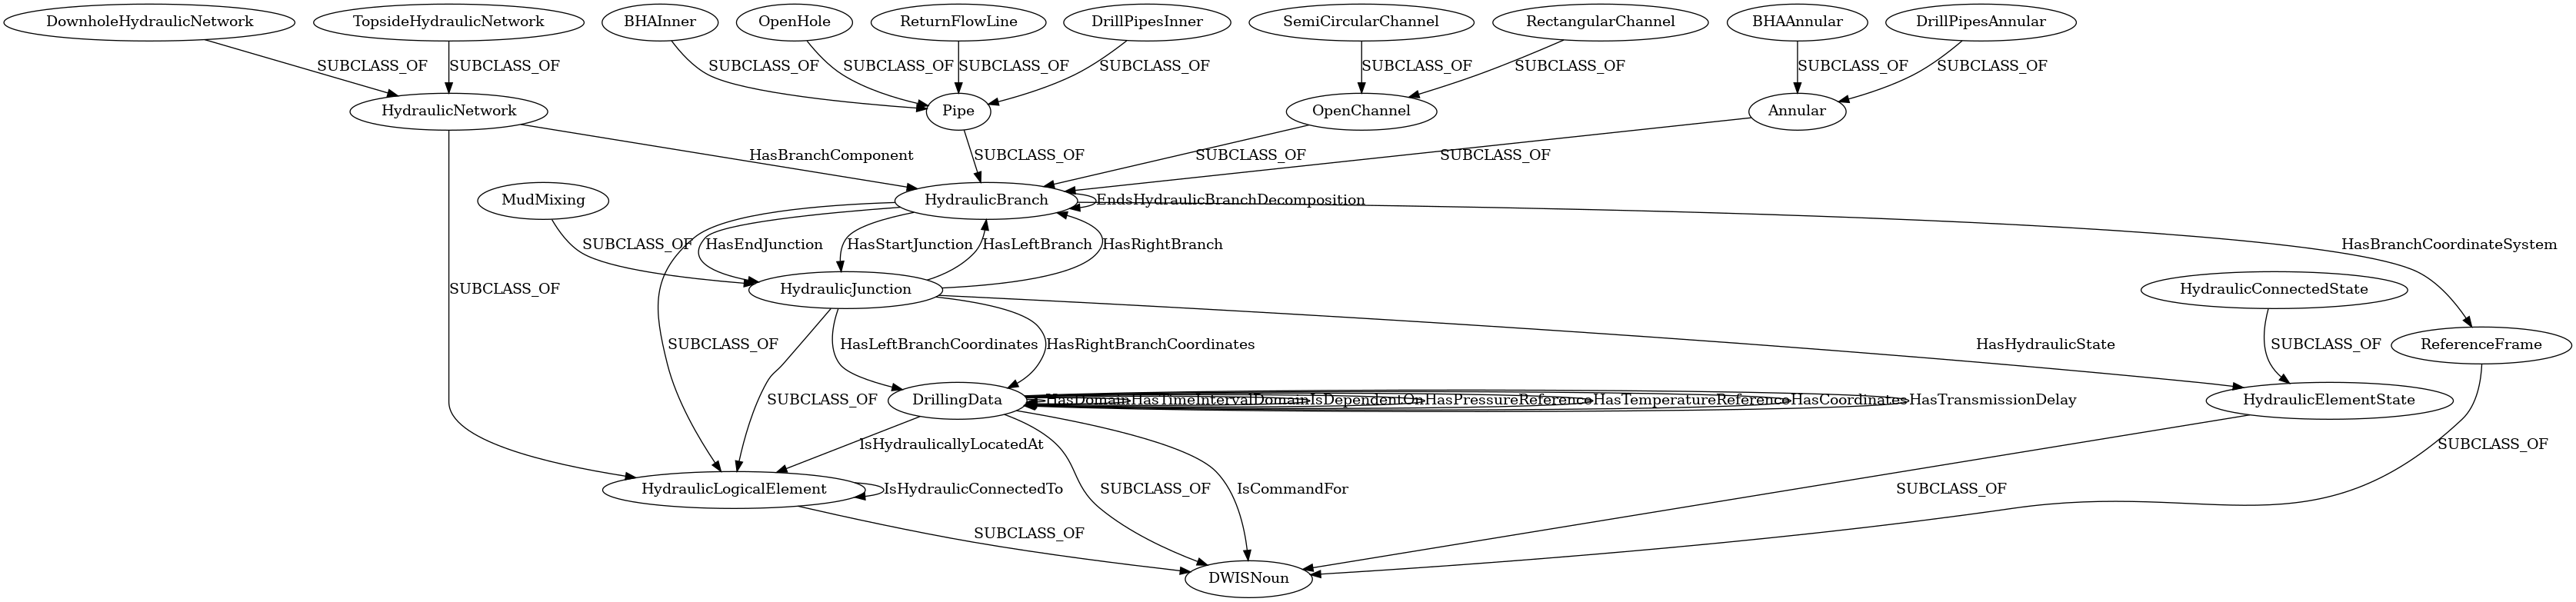 DownholeHydraulicNetwork TopsideHydraulicNetwork BHAInner OpenHole ReturnFlowLine DrillPipesInner SemiCircularChannel RectangularChannel BHAAnnular DrillPipesAnnular
SUBCLASS_OF SUBCLASS_OF SUBCLASS_OF SUBCLASS_OF SUBCLASS_OF SUBCLASS_OF SUBCLASS_OF SUBCLASS_OF SUBCLASS_OF SUBCLASS_OF
HydraulicNetwork Pipe OpenChannel Annular
HasBranchComponent SUBCLASS_OF SUBCLASS_OF SUBCLASS_OF
MudMixing HydraulicBranch EndsHydraulicBranchDecomposition
SUBCLASS_OF HasEndJunction HasStartJunction HasLeftBranch HasRightBranch HasBranchCoordinateSystem
SUBCLASS_OF HydraulicJunction HydraulicConnectedState
SUBCLASS_OF HasLeftBranchCoordinates HasRightBranchCoordinates HasHydraulicState SUBCLASS_OF ReferenceFrame
SUBCLASS_OF DrillingData HasDomain HasTimeIntervalDomain IsDependentOn HasPressureReference HasTemperatureReference HasCoordinates HasTransmissionDelay HydraulicElementState
IsHydraulicallyLocatedAt SUBCLASS_OF
HydraulicLogicalElement IsHydraulicConnectedTo SUBCLASS_OF IsCommandFor SUBCLASS_OF
SUBCLASS_OF
DWISNoun